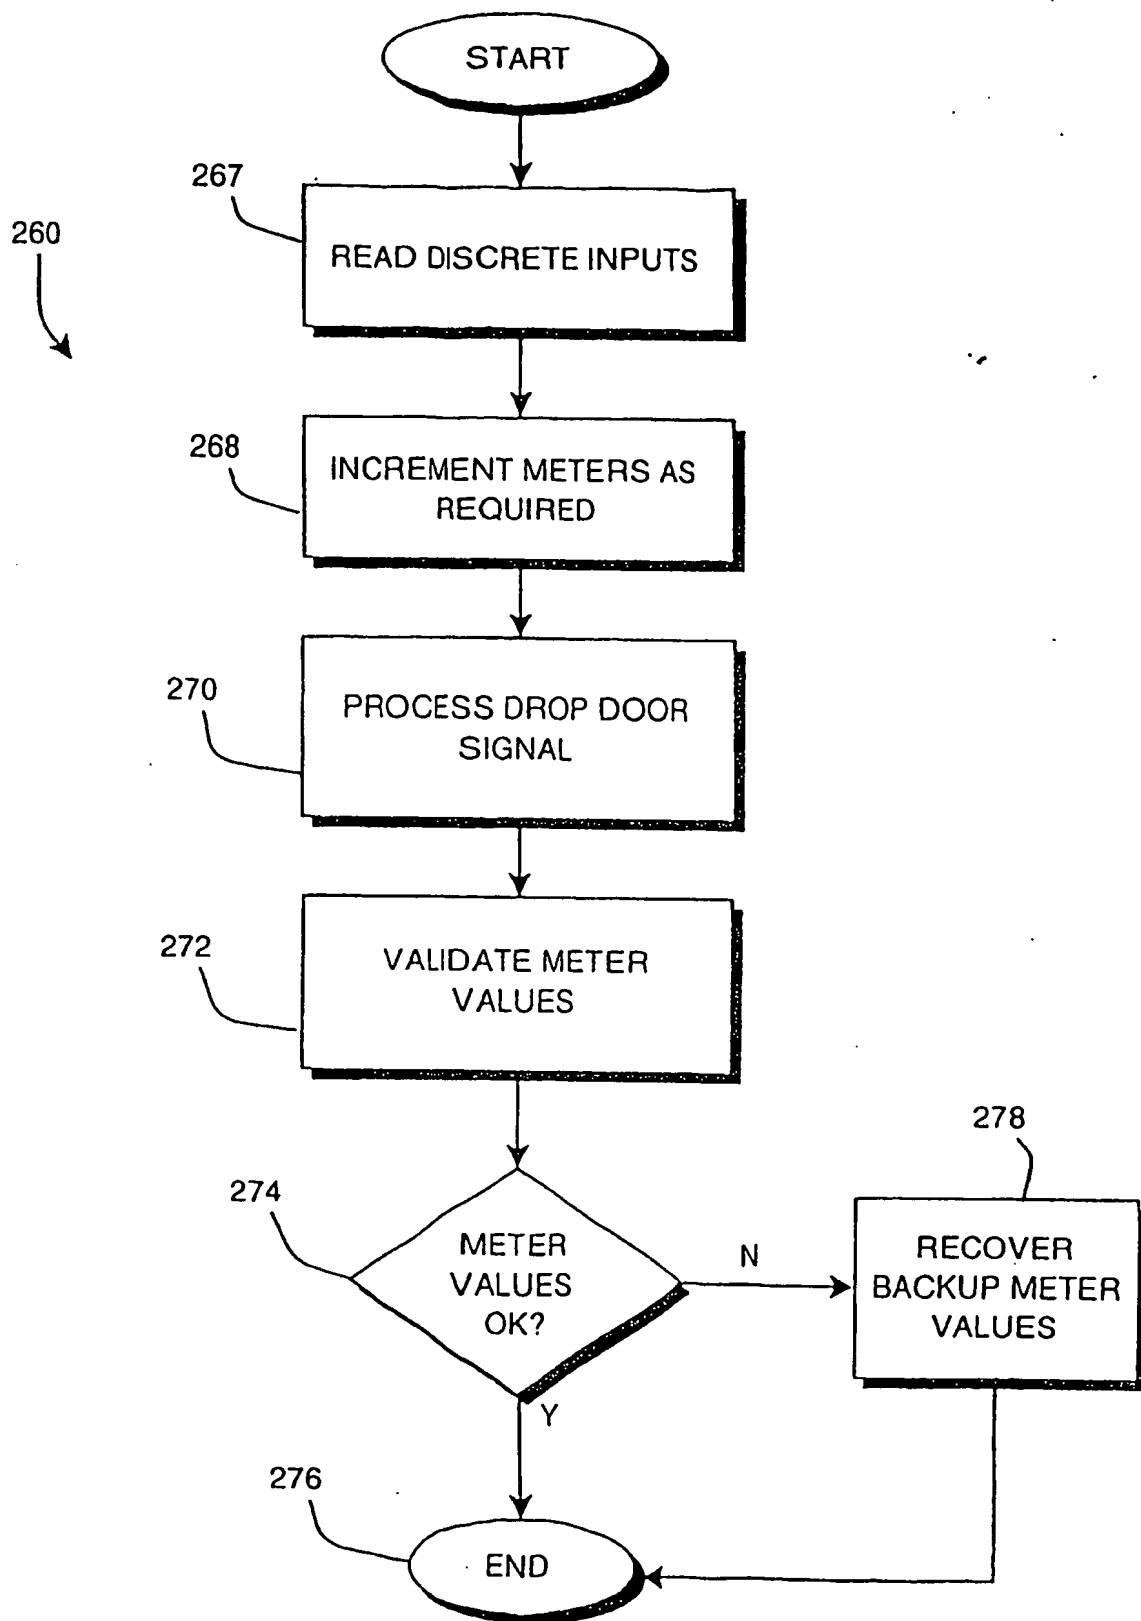 START
267
260
READ DISCRETE INPUTS
268
INCREMENT METERS AS
REQUIRED
270
PROCESS DROP DOOR
SIGNAL
272
VALIDATE METER
VALUES
278
274
METER
VALUES
OK?
N
RECOVER
BACKUP METER
VALUES
Y
276
END